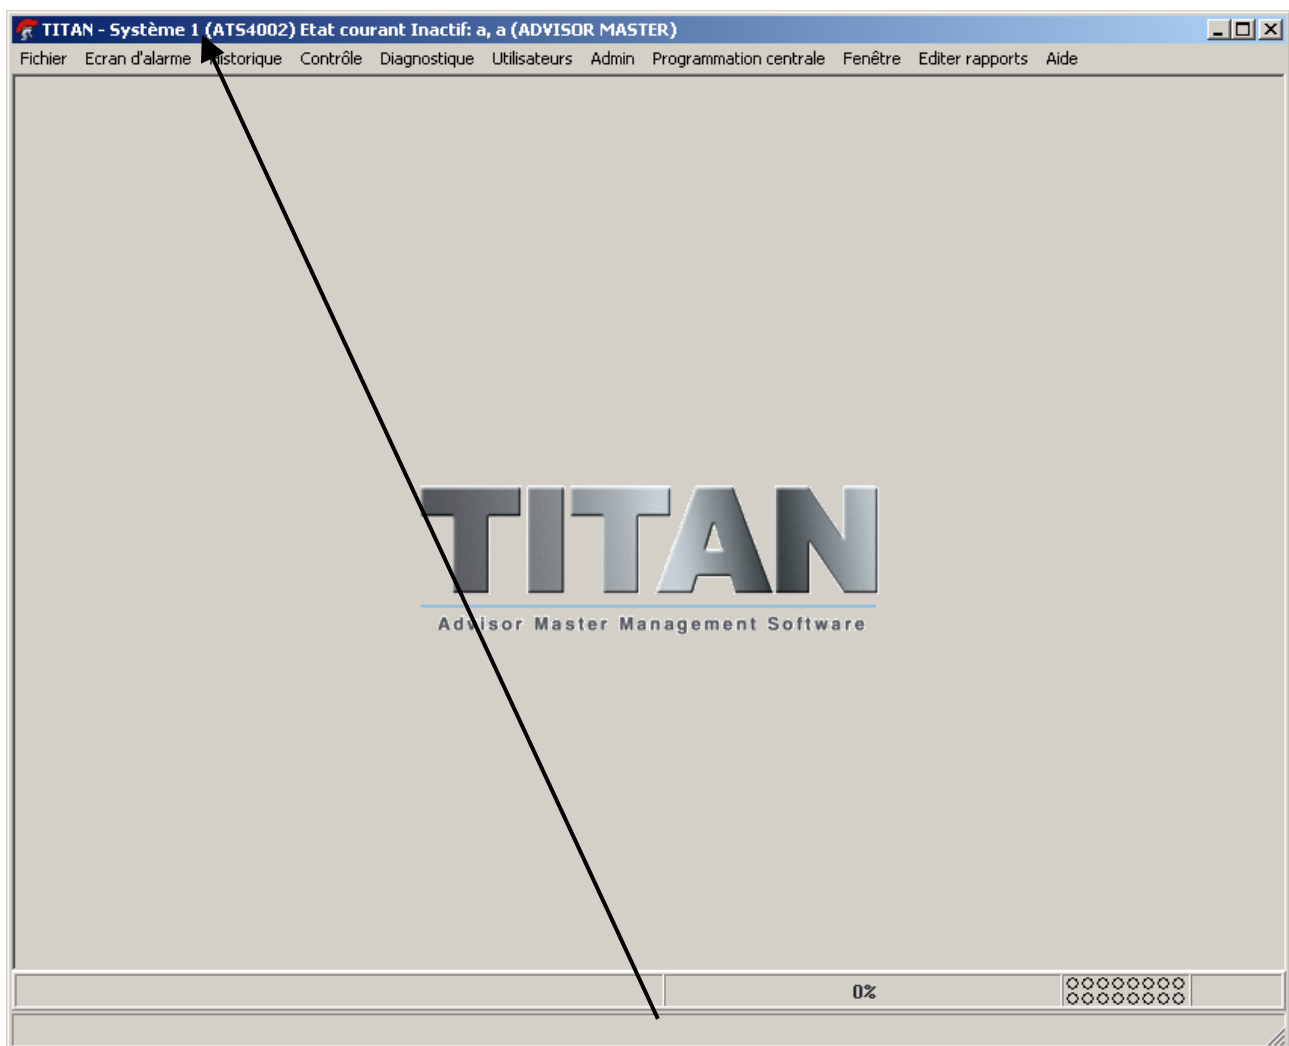 TITAN - Système 1 (ATS4002) Etat courant Inactif: a, a (ADVISOR MASTER)
Fichier Ecran d'alarme Historique Contrôle Diagnostique Utilisateurs Admin Programmation centrale Fenêtre Editer rapports Aide
TITAN
Advisor Master Management Software
0%